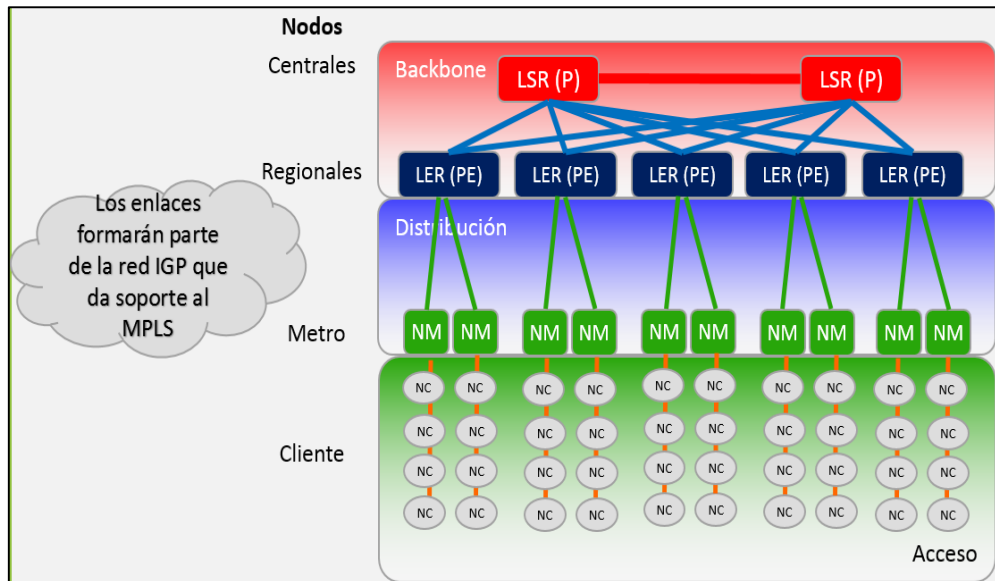 Nodos
Centrales
Backbone
LSR (P) LSR (P)
Regionales
LER (PE) LER (PE) LER (PE) LER (PE) LER (PE)
Los enlaces
formarán parte
de la red IGP que
da soporte al
MPLS
Distribución
Metro
NM NM NM NM NM NM NM NM NM NM
NC NC NC NC NC NC NC NC NC NC
NC NC NC NC NC NC NC NC NC NC
Cliente
NC NC NC NC NC NC NC NC NC NC
NC NC NC NC NC NC NC NC NC NC
Acceso